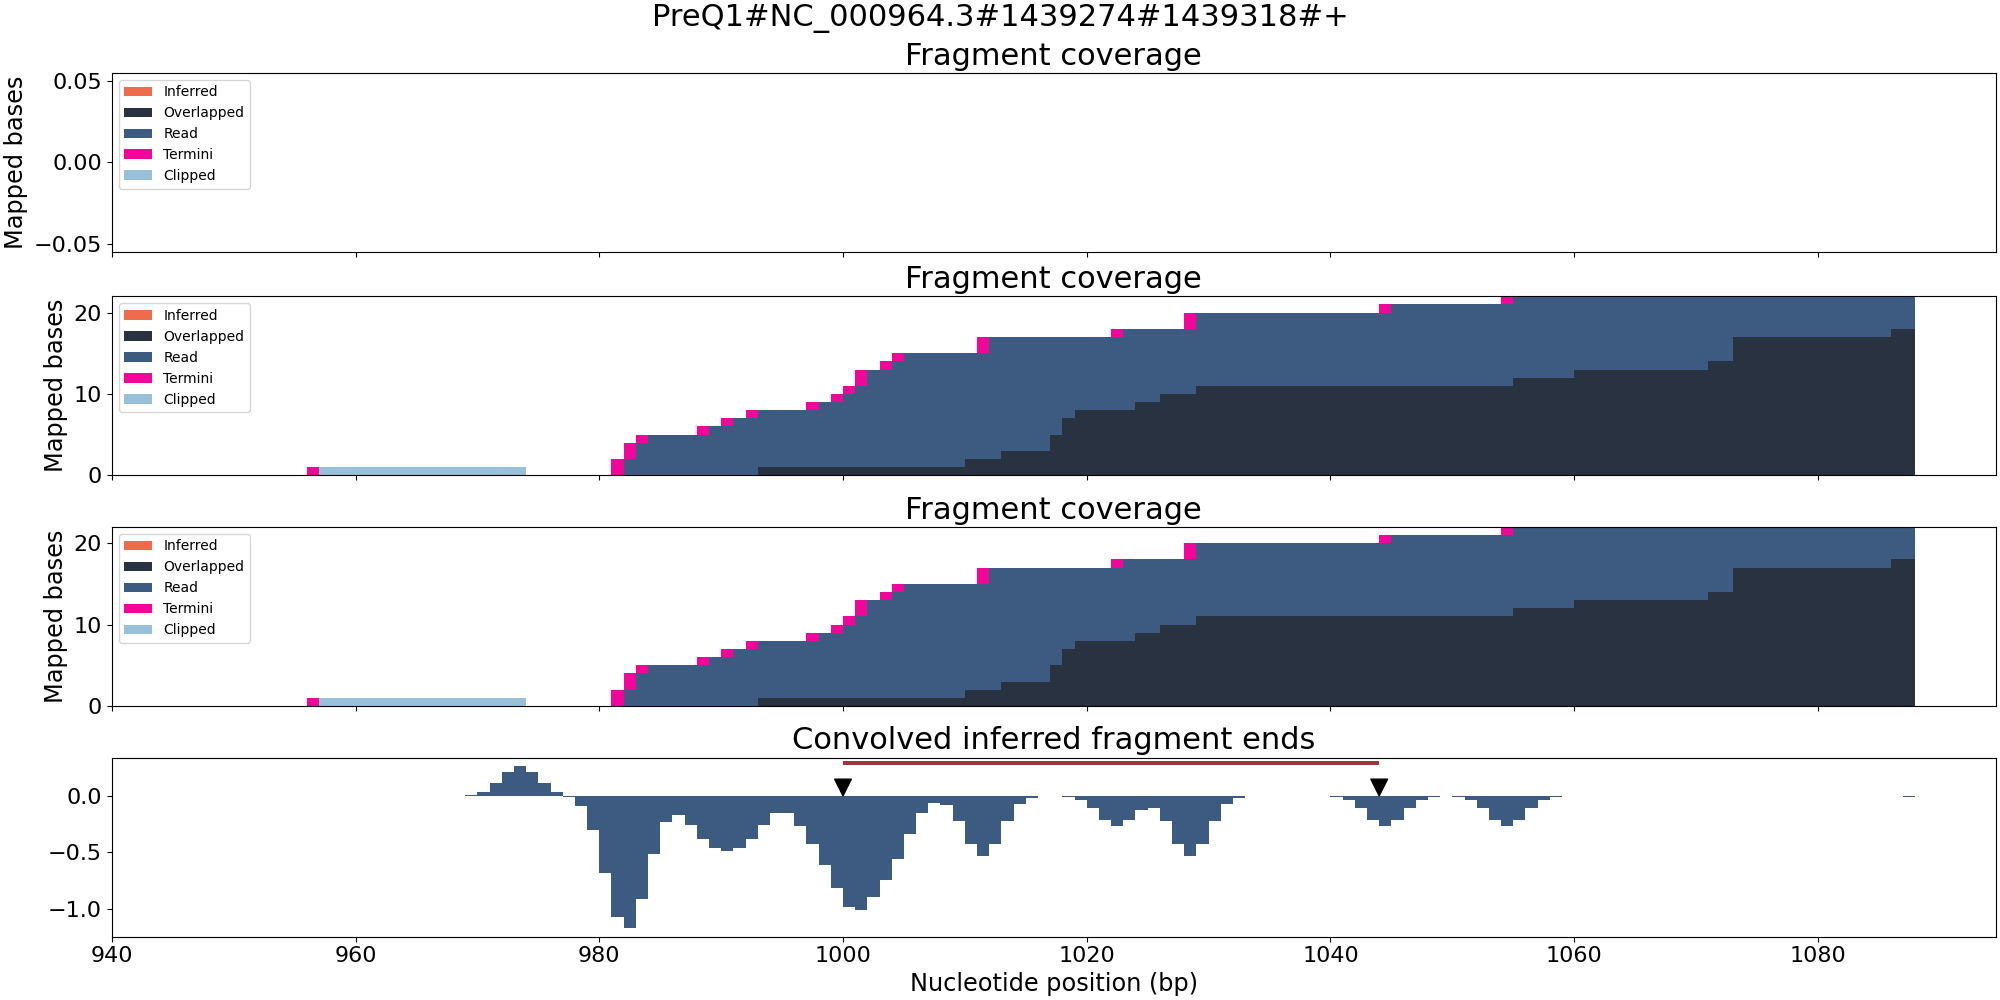 PreQ1#NC_000964.3#1439274#1439318#+
Fragment coverage
Mapped bases
0.05
0.00
−0.05
Inferred
Overlapped
Read
Termini
Clipped
Fragment coverage
Mapped bases
20
10
0
Inferred
Overlapped
Read
Termini
Clipped
Fragment coverage
Mapped bases
20
10
0
Inferred
Overlapped
Read
Termini
Clipped
Convolved inferred fragment ends
0.0
−0.5
−1.0
940 960 980 1000 1020 1040 1060 1080
Nucleotide position (bp)